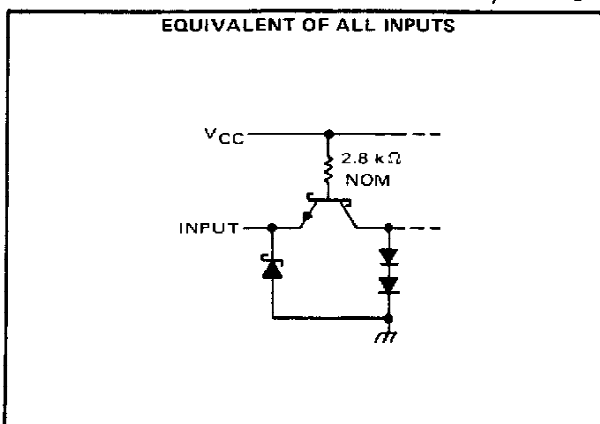 EQUIVALENT OF ALL INPUTS
VCC
2.8 kΩ
NOM
INPUT